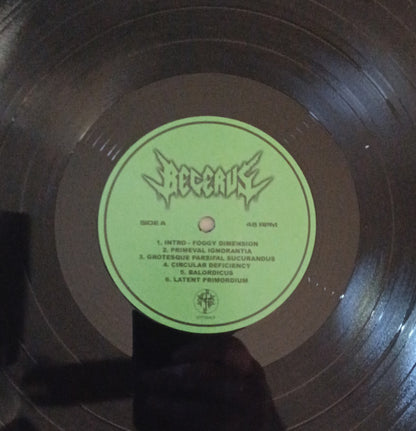 BECERUS
SIDE A
45 RPM
1. INTRO - FOGGY DIMENSION
2. PRIMEVAL IGNORANTIA
3. GROTESQUE PARSIFAL SUCURANDUS
4. CIRCULAR DEFICIENCY
5. BALORDICUS
6. LATENT PRIMORDIUM